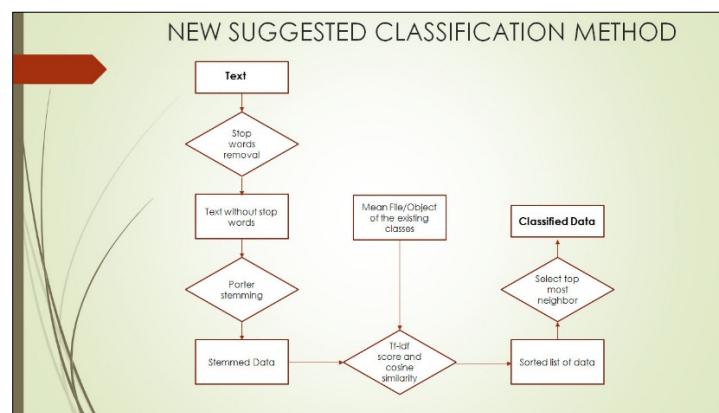 NEW SUGGESTED CLASSIFICATION METHOD
Text
Stop
words
removal
Text without stop
words
Porter
stemming
Stemmed Data
Mean File/Object
of the existing
classes
Tf-idf
score and
cosine
similarity
Sorted list of data
Select top
most
neighbor
Classified Data